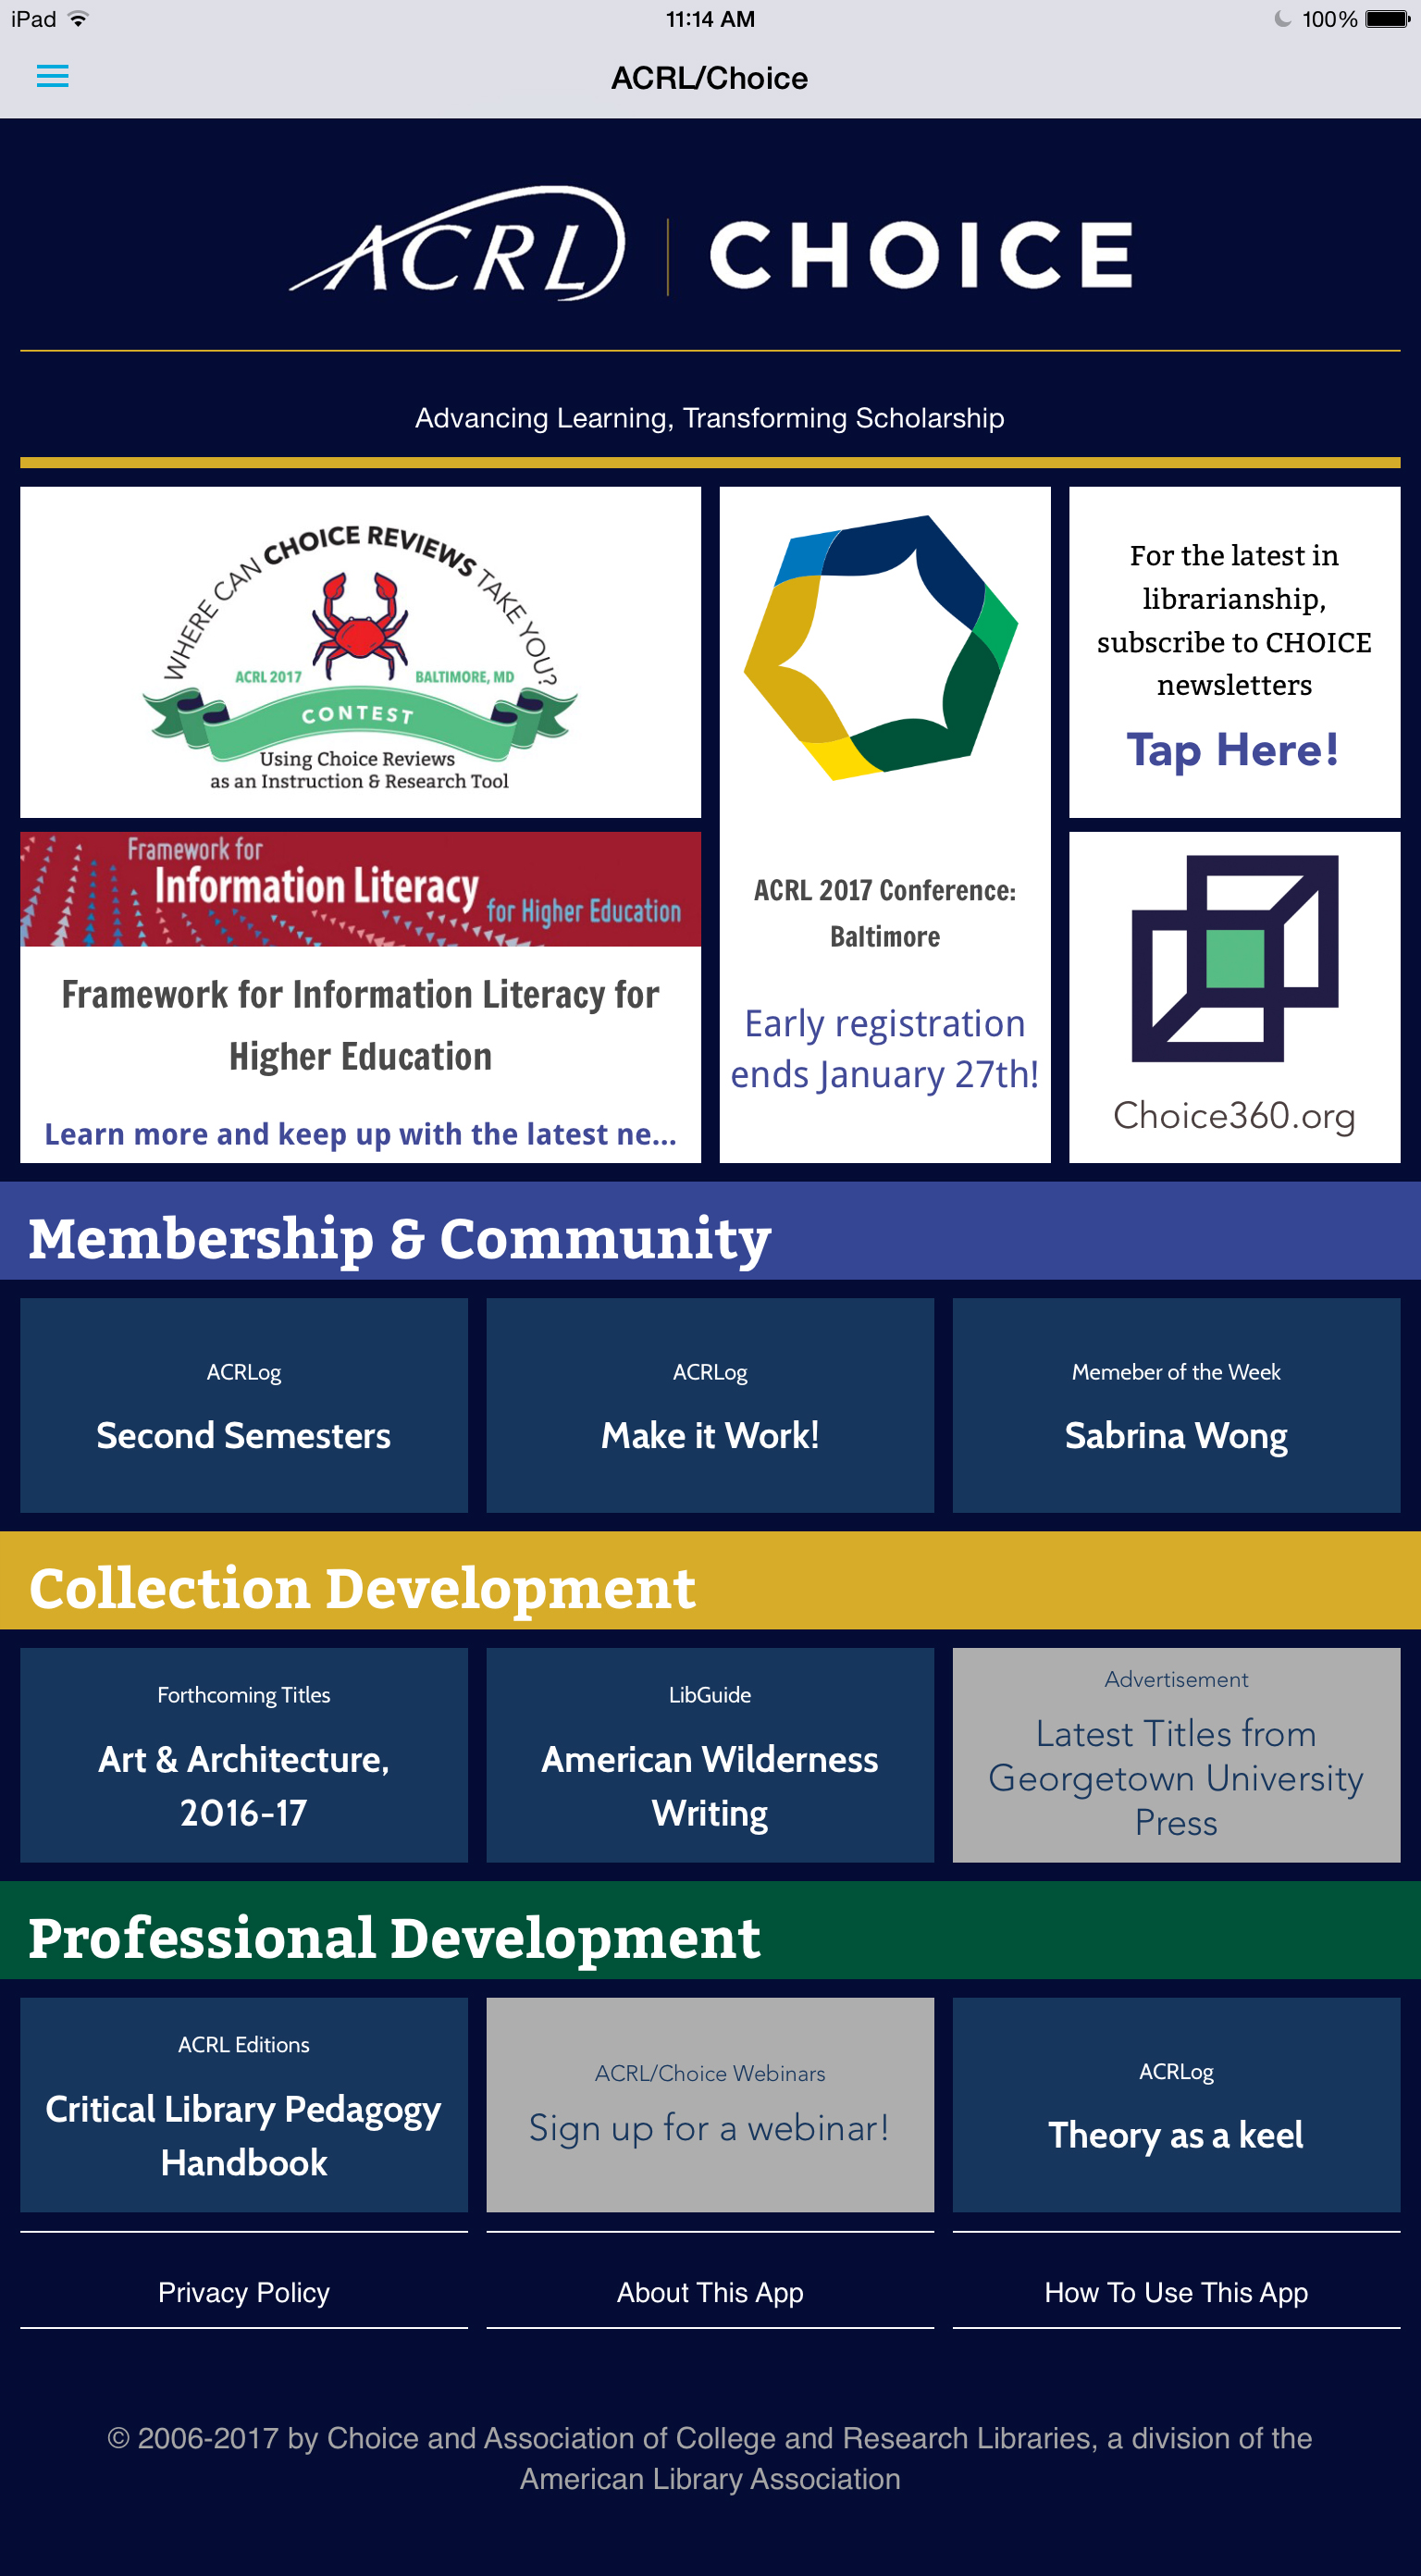 iPad 11:14 AM 100%
ACRL/Choice
ACRL | CHOICE
Advancing Learning, Transforming Scholarship
WHERE CAN CHOICE REVIEWS TAKE YOU?
ACRL 2017 BALTIMORE, MD
CONTEST
Using Choice Reviews
as an Instruction & Research Tool
Framework for
Information Literacy
for Higher Education
Framework for Information Literacy for
Higher Education
Learn more and keep up with the latest ne...
ACRL 2017 Conference:
Baltimore
Early registration
ends January 27th!
For the latest in
librarianship,
subscribe to CHOICE
newsletters
Tap Here!
Choice360.org
Membership & Community
ACRLog
Second Semesters
ACRLog
Make it Work!
Memeber of the Week
Sabrina Wong
Collection Development
Forthcoming Titles
Art & Architecture,
2016-17
LibGuide
American Wilderness
Writing
Advertisement
Latest Titles from
Georgetown University
Press
Professional Development
ACRL Editions
Critical Library Pedagogy
Handbook
ACRL/Choice Webinars
Sign up for a webinar!
ACRLog
Theory as a keel
Privacy Policy
About This App
How To Use This App
© 2006-2017 by Choice and Association of College and Research Libraries, a division of the
American Library Association